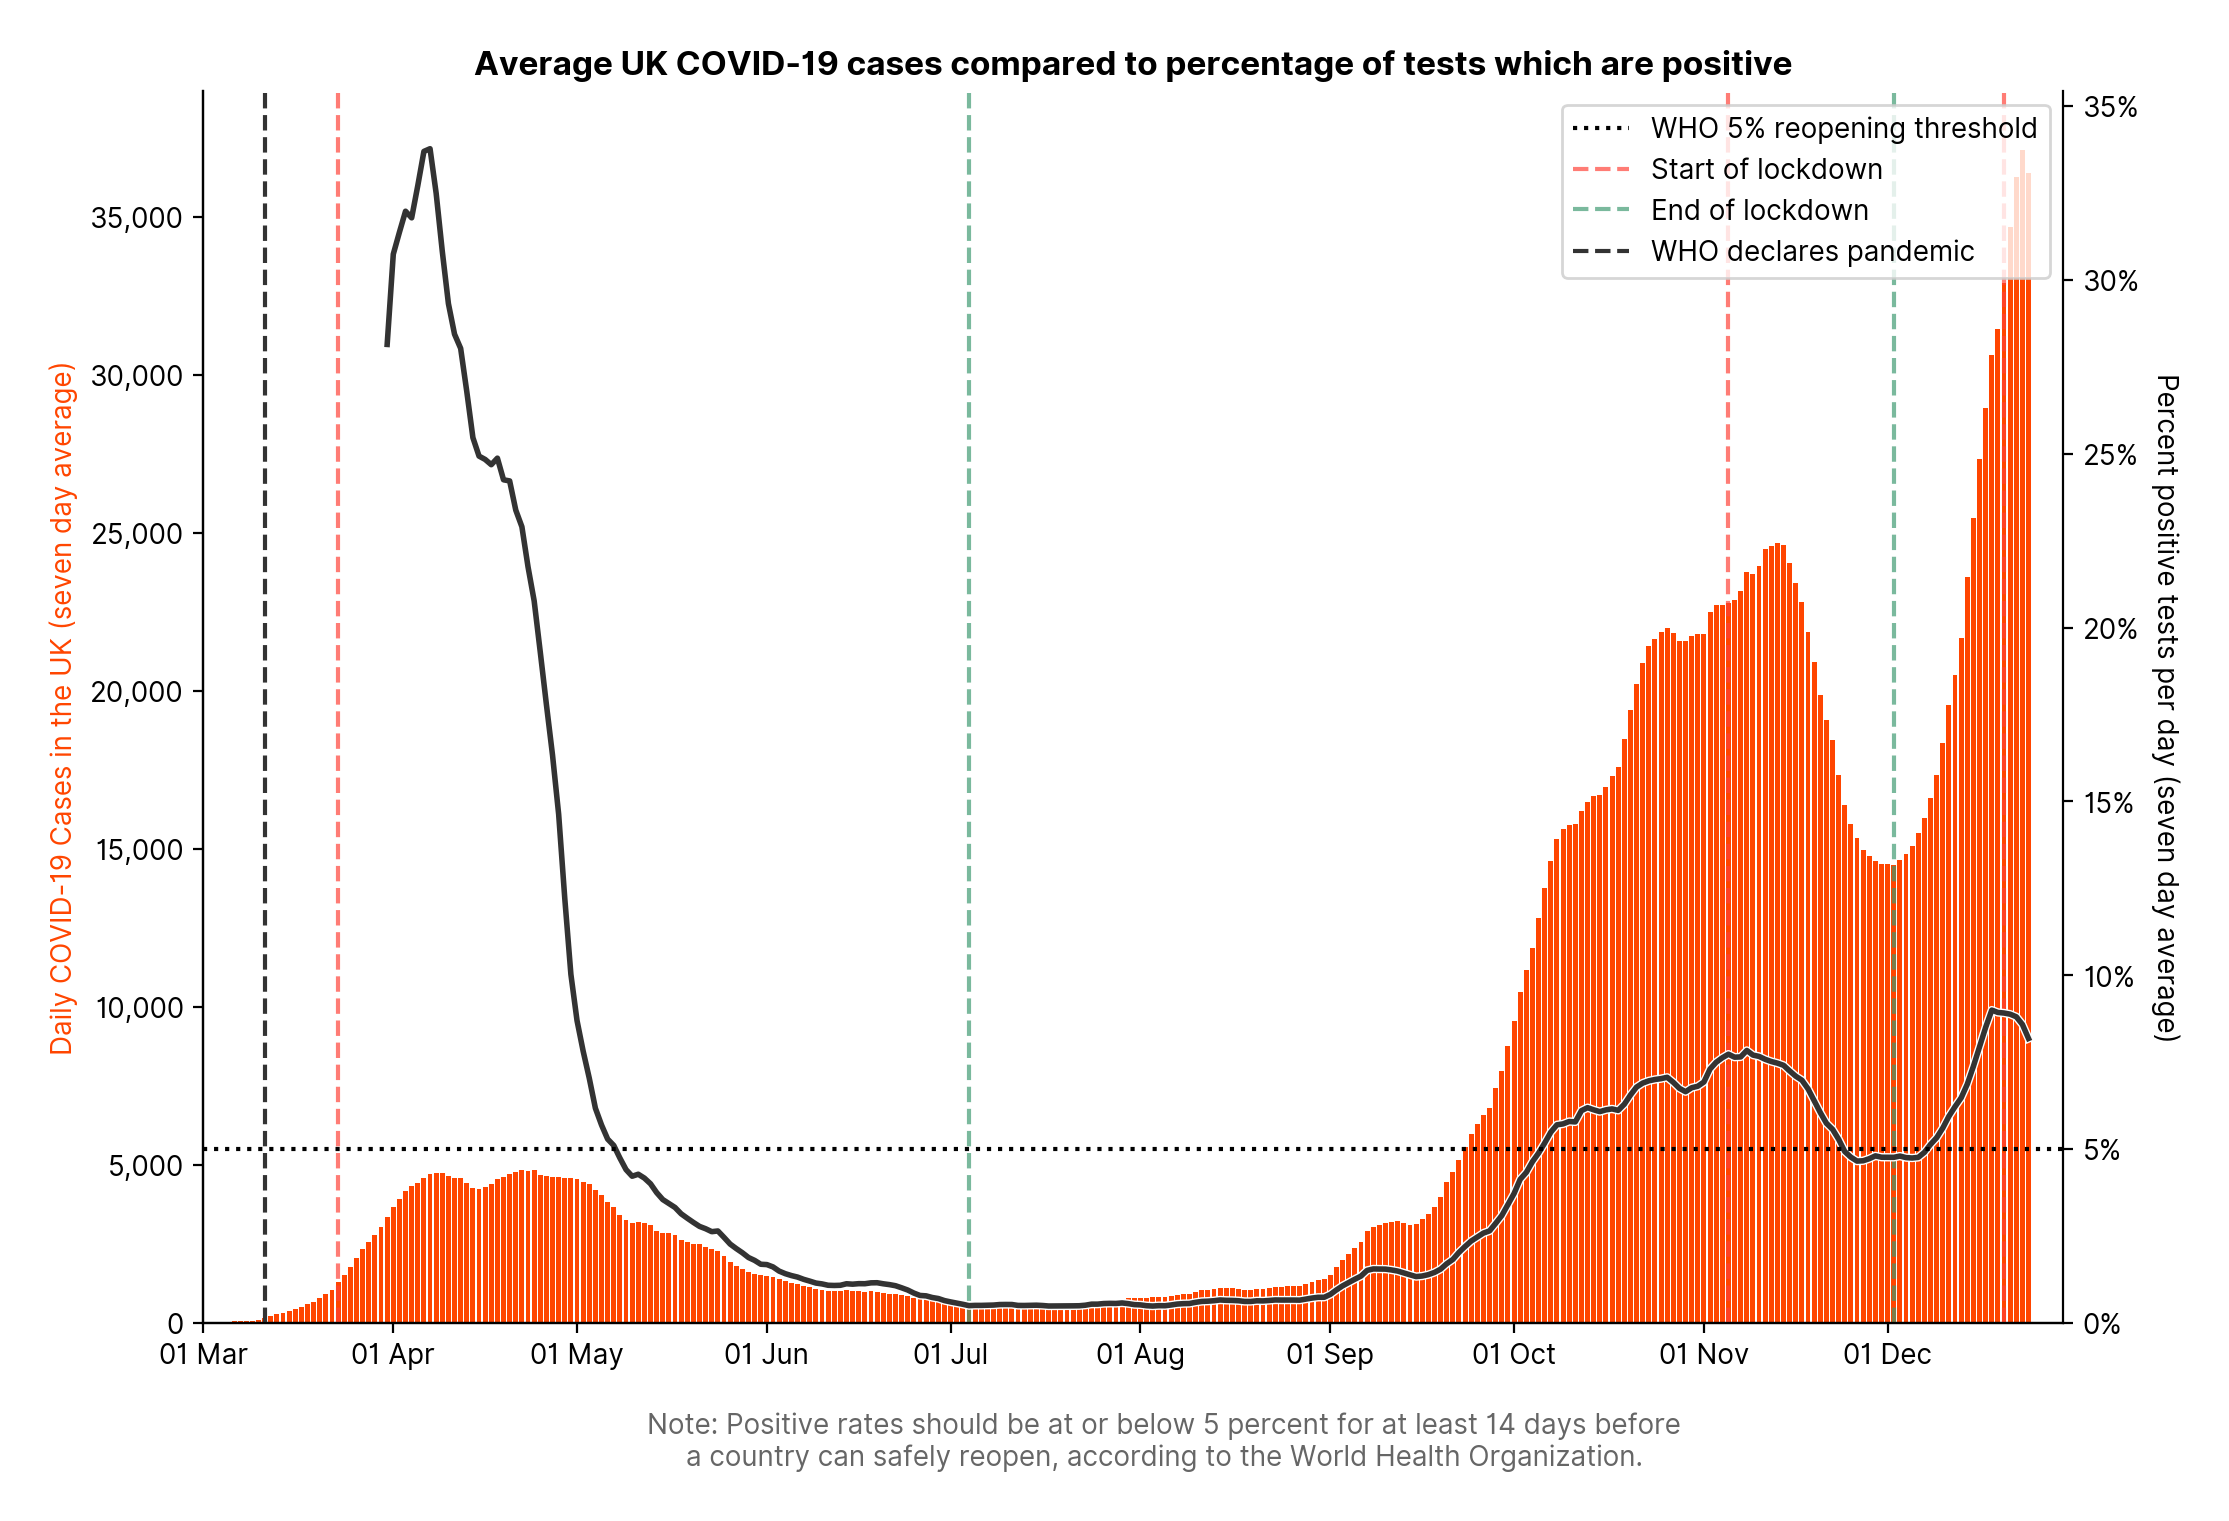 Average UK COVID-19 cases compared to percentage of tests which are positive
WHO 5% reopening threshold
Start of lockdown
End of lockdown
WHO declares pandemic
Daily COVID-19 Cases in the UK (seven day average)
35,000
30,000
25,000
20,000
15,000
10,000
5,000
0
35%
30%
25%
20%
15%
10%
5%
0%
Percent positive tests per day (seven day average)
01 Mar
01 Apr
01 May
01 Jun
01 Jul
01 Aug
01 Sep
01 Oct
01 Nov
01 Dec
Note: Positive rates should be at or below 5 percent for at least 14 days before
a country can safely reopen, according to the World Health Organization.